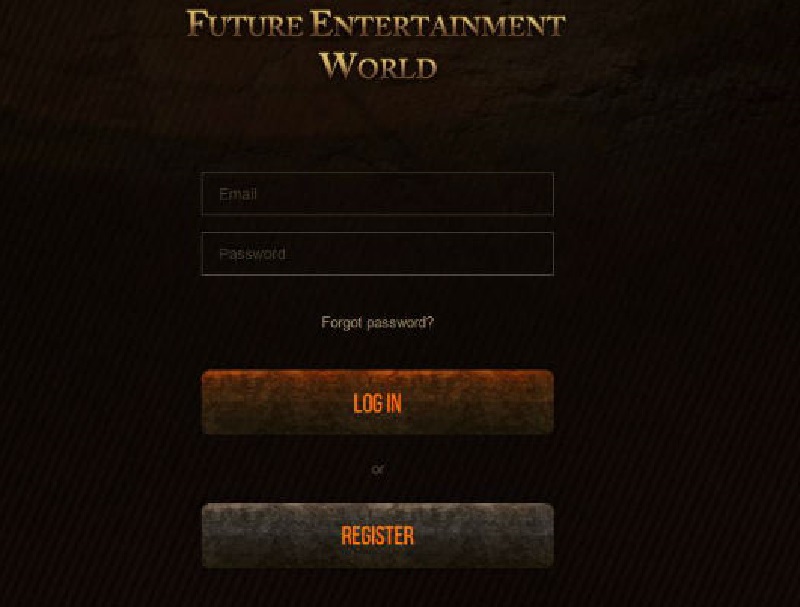 Future Entertainment
World
Email
Password
Forgot password?
LOG IN
or
REGISTER